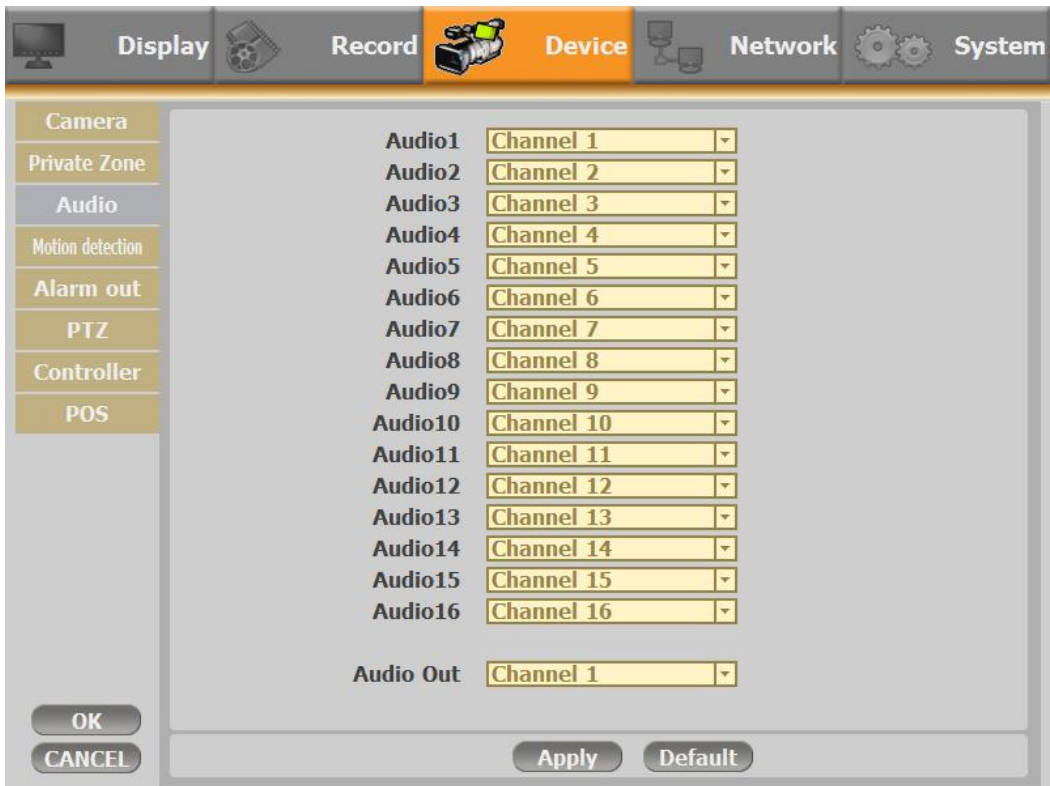 Display Record Device Network System
Camera
Private Zone
Audio
Motion detection
Alarm out
PTZ
Controller
POS
OK
CANCEL
Audio1 Channel 1
Audio2 Channel 2
Audio3 Channel 3
Audio4 Channel 4
Audio5 Channel 5
Audio6 Channel 6
Audio7 Channel 7
Audio8 Channel 8
Audio9 Channel 9
Audio10 Channel 10
Audio11 Channel 11
Audio12 Channel 12
Audio13 Channel 13
Audio14 Channel 14
Audio15 Channel 15
Audio16 Channel 16
Audio Out Channel 1
Apply Default